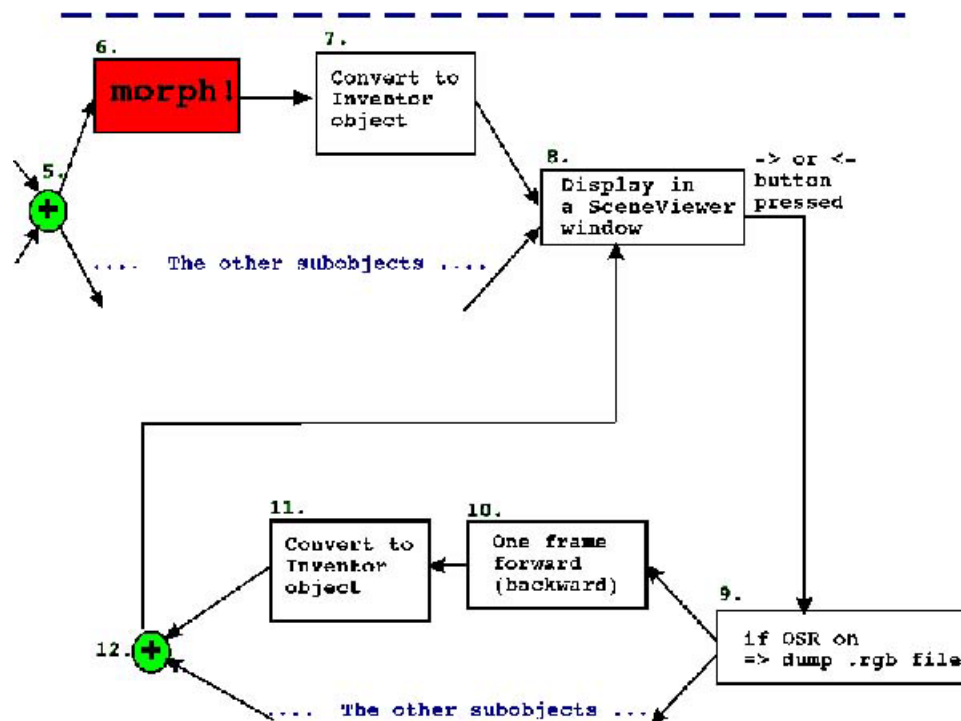 6.
morph!
7.
Convert to
Inventor
object
5.
+
8.
Display in
a SceneViewer
window
-> or <-
button
pressed
.... The other subobjects ....
11.
Convert to
Inventor
object
10.
One frame
forward
(backward)
9.
if OSR on
=> dump .rgb file
12.
+
.... The other subobjects ...